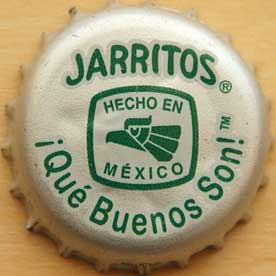 JARRITOS®
HECHO EN
MÉXICO
¡Qué Buenos Son!™